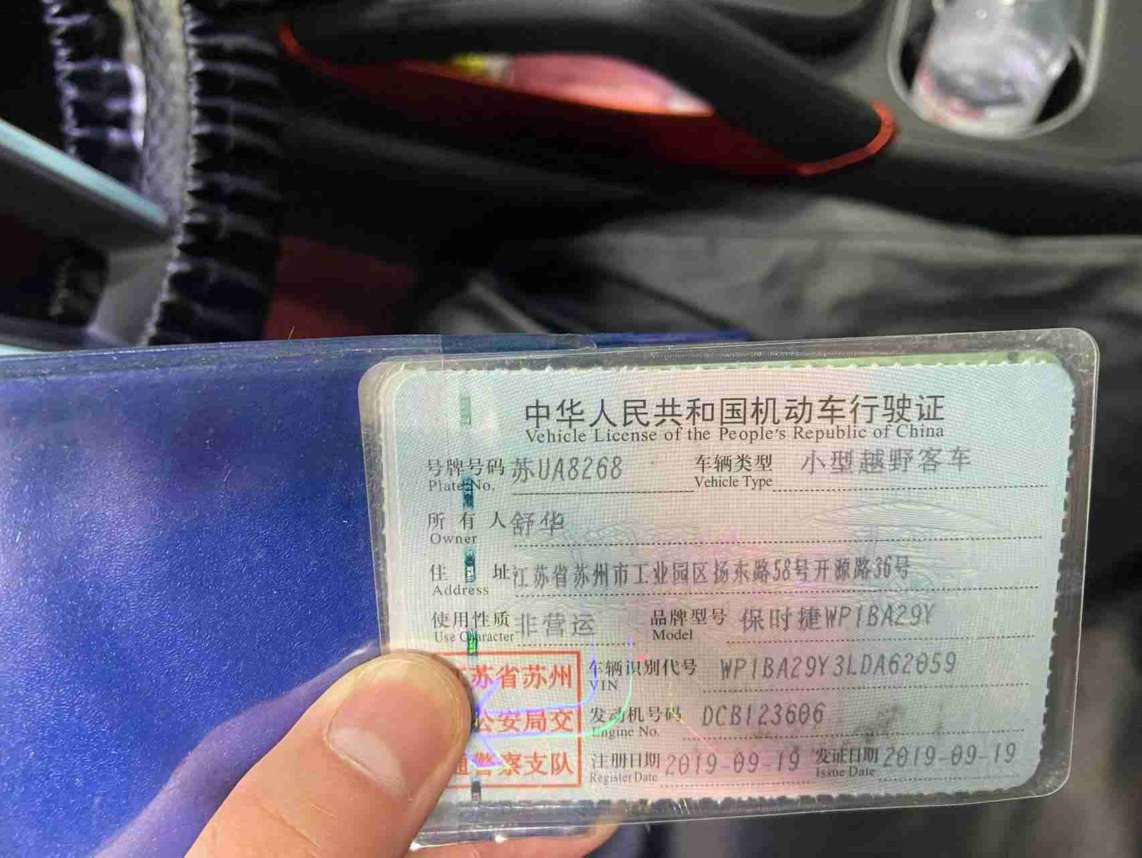 中华人民共和国机动车行驶证
Vehicle License of the People's Republic of China
号牌号码 苏UA8268 车辆类型 小型越野客车
Plate No. Vehicle Type
所有人 舒华
Owner
住址 江苏省苏州市工业园区扬东路58号开源路36号
Address
使用性质 非营运 品牌型号 保时捷WP1BA29Y
Use Character Model
苏省苏州 车辆识别代号 WP1BA29Y3LDA62059
VIN
公安局交 发动机号码 DCB123606
Engine No.
通警察支队 注册日期 2019-09-19 发证日期 2019-09-19
Register Date Issue Date